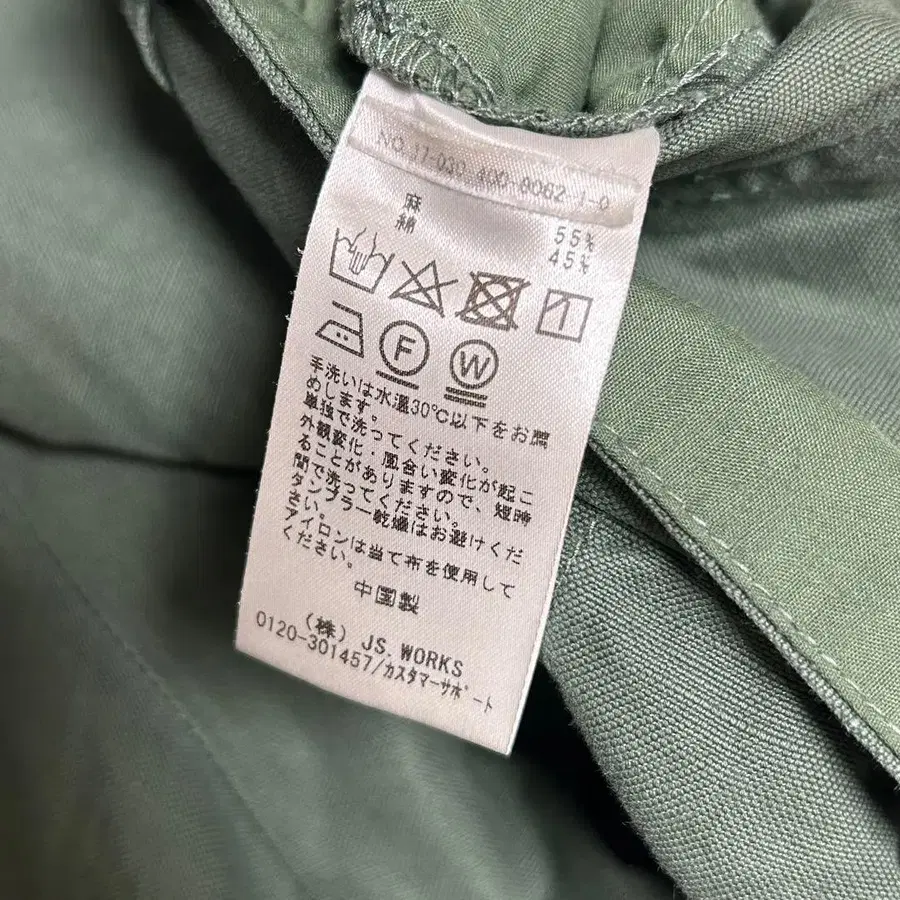 NO.17-030-400-8062-1-0
麻 55%
綿 45%
F W
手洗いは水温30℃以下をお薦
めします。
単独で洗ってください。
外観変化・風合い変化が起こ
ることがありますので、短時
間で洗ってください。
タンブラー乾燥はお避けくだ
さい。
アイロンは当て布を使用して
ください。
中国製
(株) JS. WORKS
0120-301457/カスタマーサポート